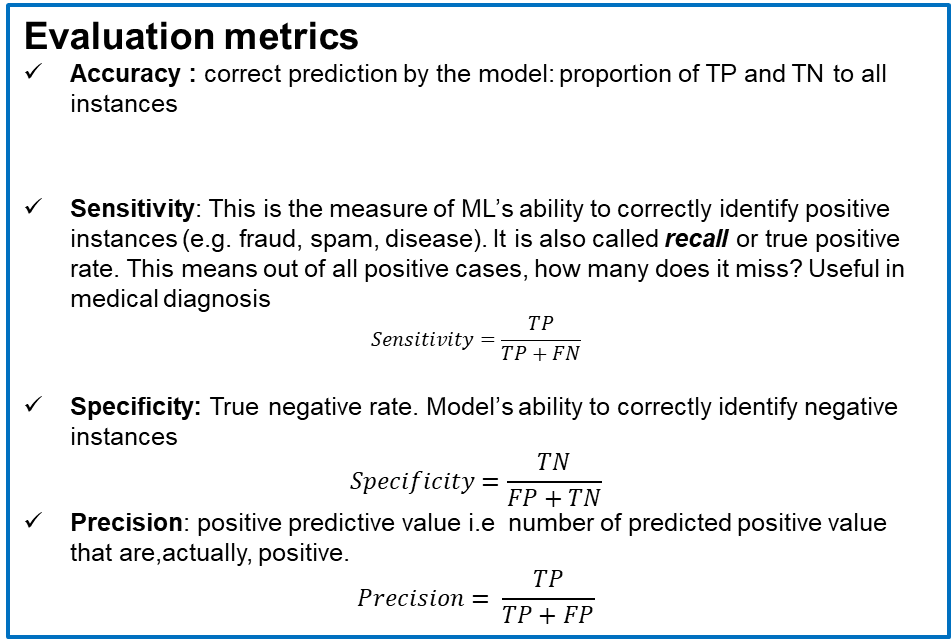 Evaluation metrics
✓ Accuracy : correct prediction by the model: proportion of TP and TN to all
instances
✓ Sensitivity: This is the measure of ML’s ability to correctly identify positive
instances (e.g. fraud, spam, disease). It is also called recall or true positive
rate. This means out of all positive cases, how many does it miss? Useful in
medical diagnosis
Sensitivity = TP / (TP + FN)
✓ Specificity: True negative rate. Model’s ability to correctly identify negative
instances
Specificity = TN / (FP + TN)
✓ Precision: positive predictive value i.e number of predicted positive value
that are,actually, positive.
Precision = TP / (TP + FP)